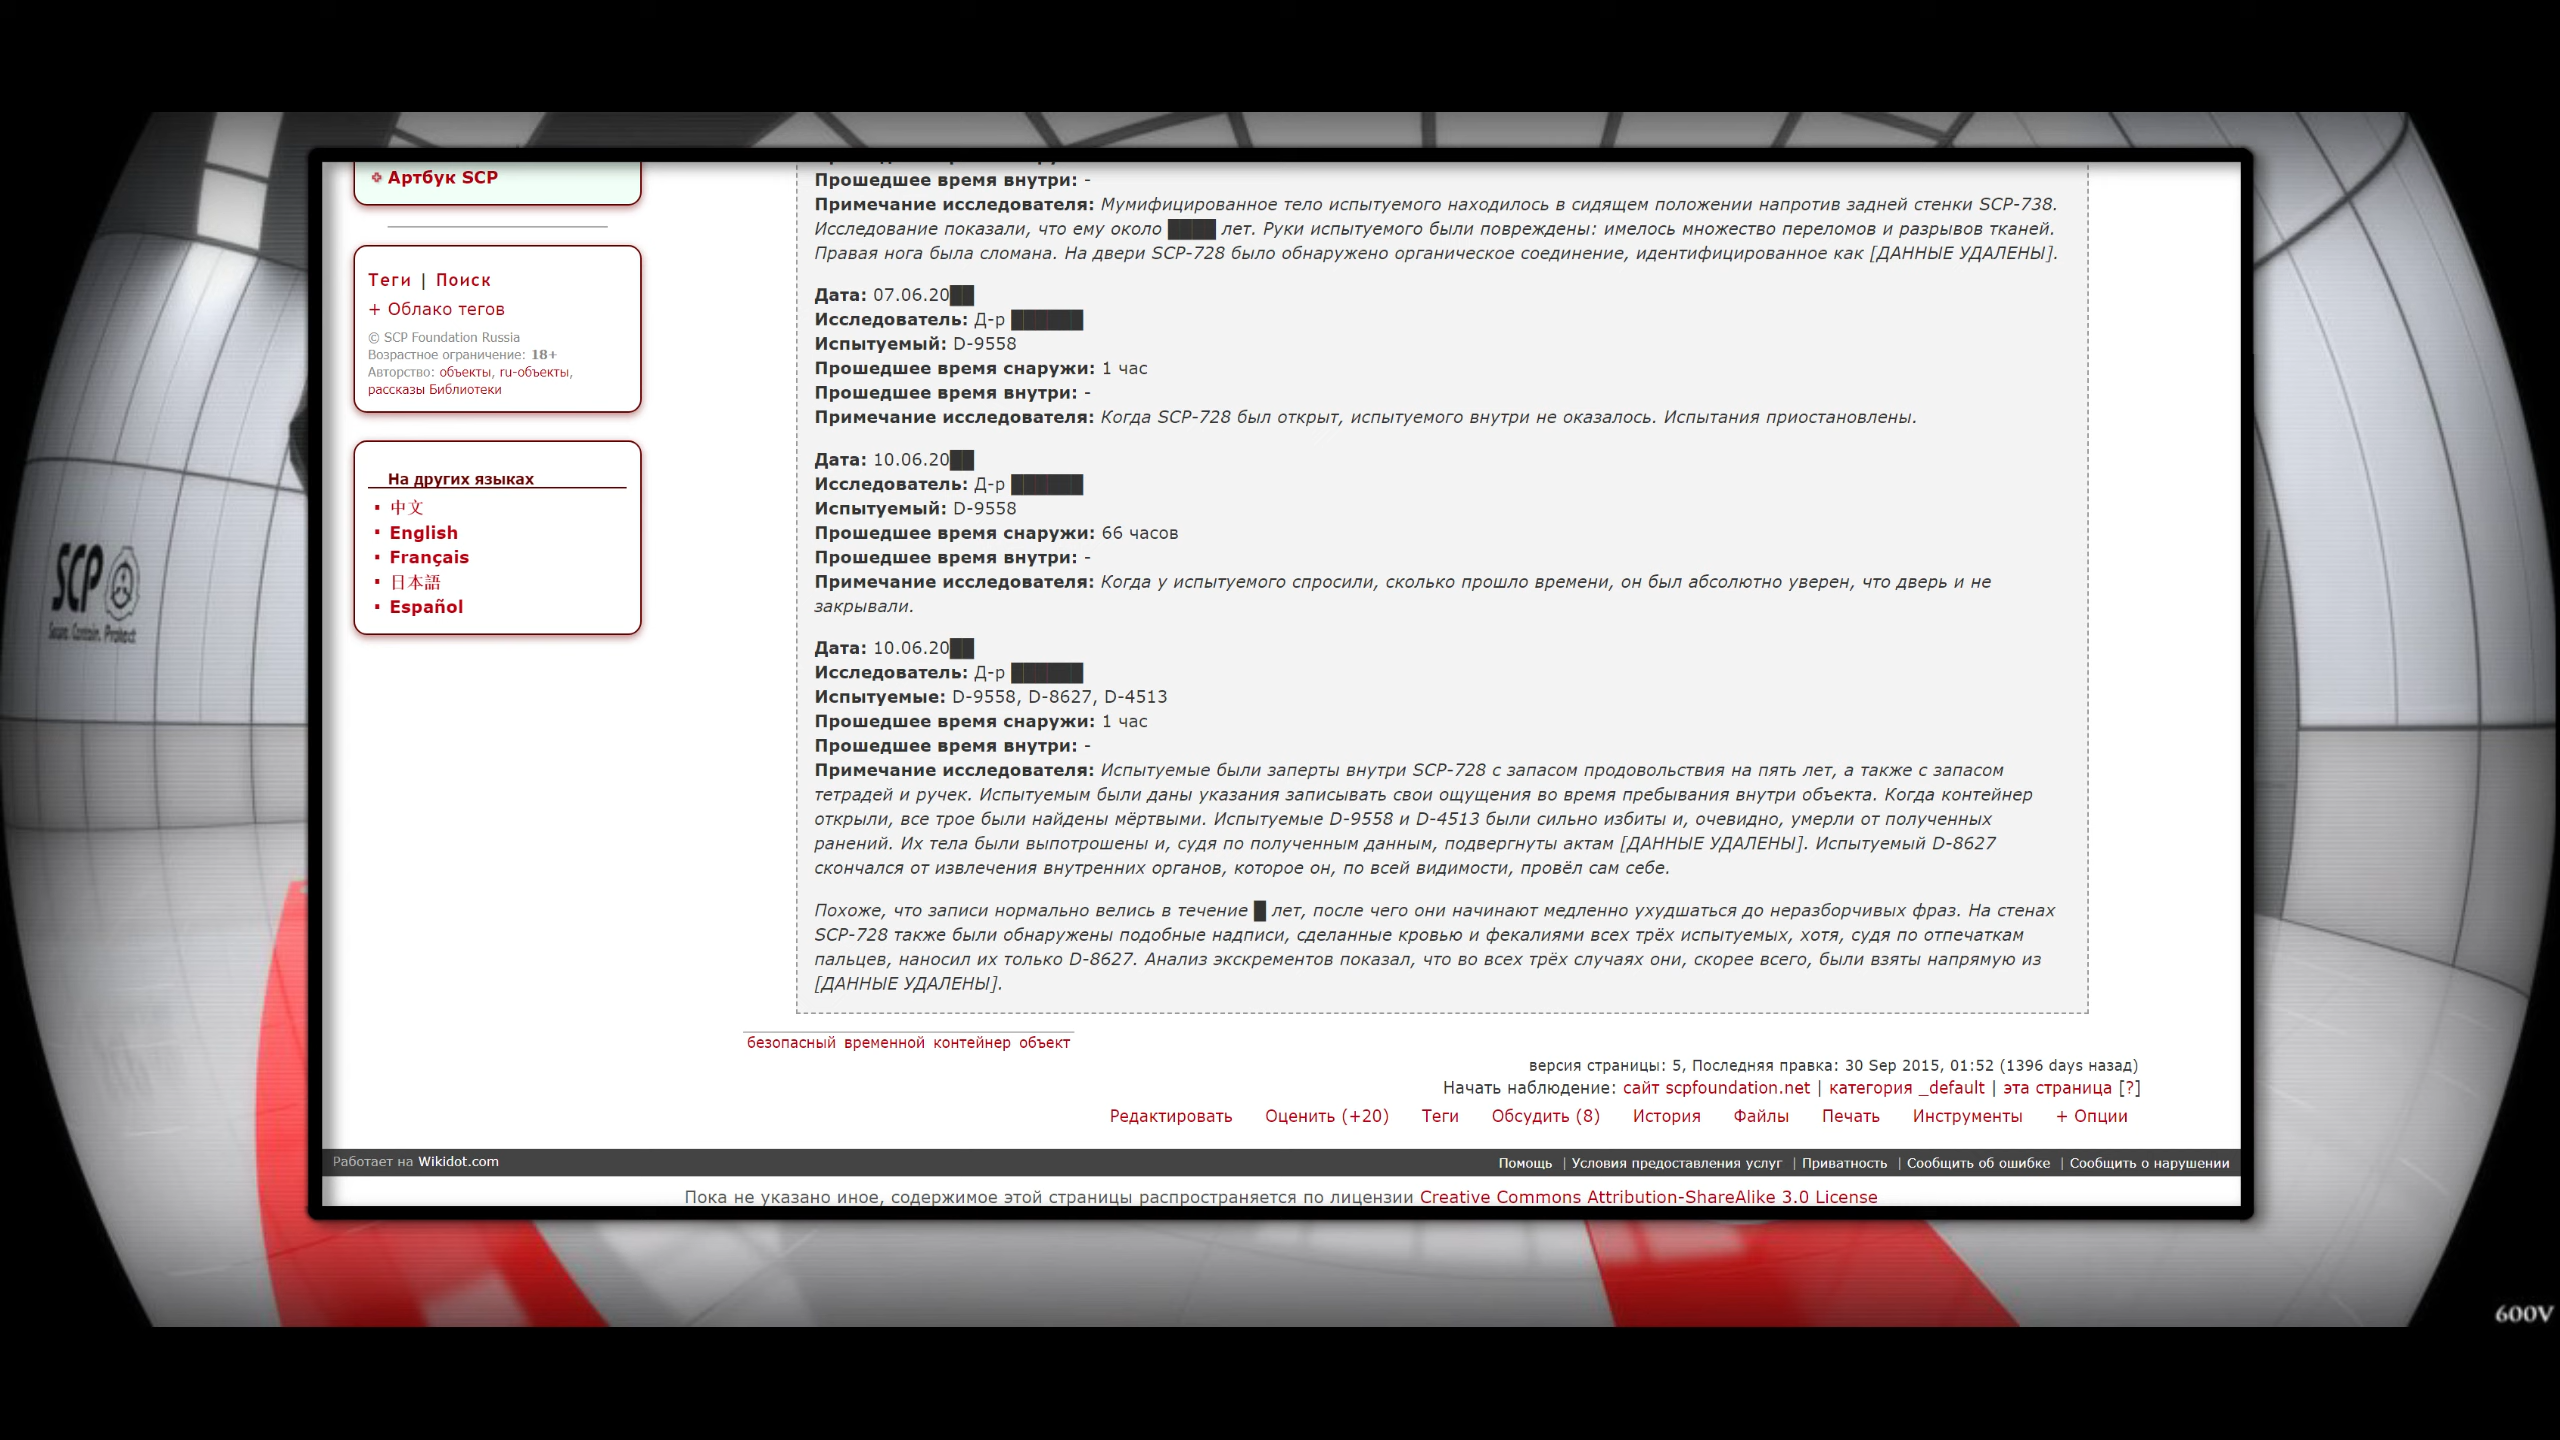 Артбук SCP
Теги | Поиск
+ Облако тегов
© SCP Foundation Russia
Возрастное ограничение: 18+
Авторство: объекты, ru-объекты,
рассказы Библиотеки
На других языках
中文
English
Français
日本語
Español
SCP
Secure. Contain. Protect
Прошедшее время внутри: -
Примечание исследователя: Мумифицированное тело испытуемого находилось в сидящем положении напротив задней стенки SCP-738.
Исследование показали, что ему около ████ лет. Руки испытуемого были повреждены: имелось множество переломов и разрывов тканей.
Правая нога была сломана. На двери SCP-728 было обнаружено органическое соединение, идентифицированное как [ДАННЫЕ УДАЛЕНЫ].
Дата: 07.06.20██
Исследователь: Д-р ██████
Испытуемый: D-9558
Прошедшее время снаружи: 1 час
Прошедшее время внутри: -
Примечание исследователя: Когда SCP-728 был открыт, испытуемого внутри не оказалось. Испытания приостановлены.
Дата: 10.06.20██
Исследователь: Д-р ██████
Испытуемый: D-9558
Прошедшее время снаружи: 66 часов
Прошедшее время внутри: -
Примечание исследователя: Когда у испытуемого спросили, сколько прошло времени, он был абсолютно уверен, что дверь и не
закрывали.
Дата: 10.06.20██
Исследователь: Д-р ██████
Испытуемые: D-9558, D-8627, D-4513
Прошедшее время снаружи: 1 час
Прошедшее время внутри: -
Примечание исследователя: Испытуемые были заперты внутри SCP-728 с запасом продовольствия на пять лет, а также с запасом
тетрадей и ручек. Испытуемым были даны указания записывать свои ощущения во время пребывания внутри объекта. Когда контейнер
открыли, все трое были найдены мёртвыми. Испытуемые D-9558 и D-4513 были сильно избиты и, очевидно, умерли от полученных
ранений. Их тела были выпотрошены и, судя по полученным данным, подвергнуты актам [ДАННЫЕ УДАЛЕНЫ]. Испытуемый D-8627
скончался от извлечения внутренних органов, которое он, по всей видимости, провёл сам себе.
Похоже, что записи нормально велись в течение █ лет, после чего они начинают медленно ухудшаться до неразборчивых фраз. На стенах
SCP-728 также были обнаружены подобные надписи, сделанные кровью и фекалиями всех трёх испытуемых, хотя, судя по отпечаткам
пальцев, наносил их только D-8627. Анализ экскрементов показал, что во всех трёх случаях они, скорее всего, были взяты напрямую из
[ДАННЫЕ УДАЛЕНЫ].
безопасный временной контейнер объект
версия страницы: 5, Последняя правка: 30 Sep 2015, 01:52 (1396 days назад)
Начать наблюдение: сайт scpfoundation.net | категория _default | эта страница [?]
Редактировать Оценить (+20) Теги Обсудить (8) История Файлы Печать Инструменты + Опции
Работает на Wikidot.com
Помощь | Условия предоставления услуг | Приватность | Сообщить об ошибке | Сообщить о нарушении
Пока не указано иное, содержимое этой страницы распространяется по лицензии Creative Commons Attribution-ShareAlike 3.0 License
600V